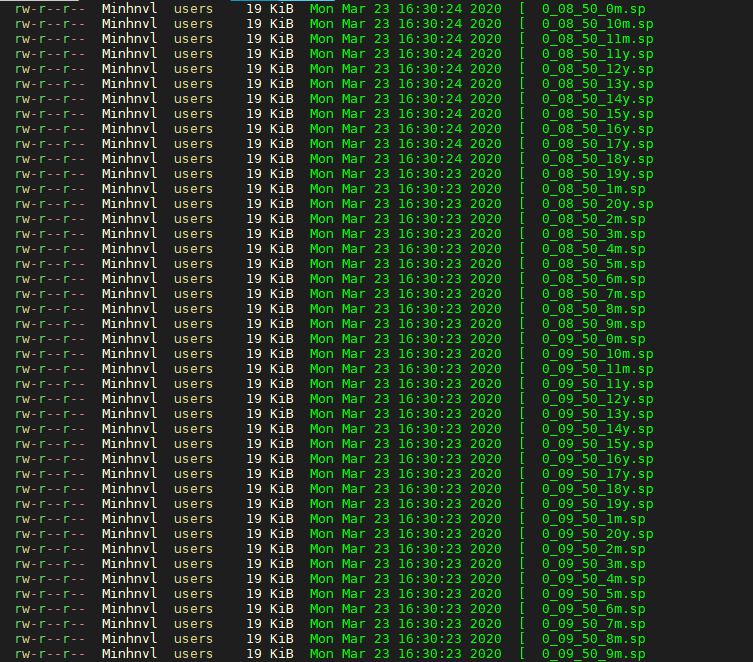 rw-r--r-- Minhnvl users 19 KiB Mon Mar 23 16:30:24 2020 [ 0_08_50_0m.sp
rw-r--r-- Minhnvl users 19 KiB Mon Mar 23 16:30:24 2020 [ 0_08_50_10m.sp
rw-r--r-- Minhnvl users 19 KiB Mon Mar 23 16:30:24 2020 [ 0_08_50_11m.sp
rw-r--r-- Minhnvl users 19 KiB Mon Mar 23 16:30:24 2020 [ 0_08_50_11y.sp
rw-r--r-- Minhnvl users 19 KiB Mon Mar 23 16:30:24 2020 [ 0_08_50_12y.sp
rw-r--r-- Minhnvl users 19 KiB Mon Mar 23 16:30:24 2020 [ 0_08_50_13y.sp
rw-r--r-- Minhnvl users 19 KiB Mon Mar 23 16:30:24 2020 [ 0_08_50_14y.sp
rw-r--r-- Minhnvl users 19 KiB Mon Mar 23 16:30:24 2020 [ 0_08_50_15y.sp
rw-r--r-- Minhnvl users 19 KiB Mon Mar 23 16:30:24 2020 [ 0_08_50_16y.sp
rw-r--r-- Minhnvl users 19 KiB Mon Mar 23 16:30:24 2020 [ 0_08_50_17y.sp
rw-r--r-- Minhnvl users 19 KiB Mon Mar 23 16:30:24 2020 [ 0_08_50_18y.sp
rw-r--r-- Minhnvl users 19 KiB Mon Mar 23 16:30:23 2020 [ 0_08_50_19y.sp
rw-r--r-- Minhnvl users 19 KiB Mon Mar 23 16:30:23 2020 [ 0_08_50_1m.sp
rw-r--r-- Minhnvl users 19 KiB Mon Mar 23 16:30:23 2020 [ 0_08_50_20y.sp
rw-r--r-- Minhnvl users 19 KiB Mon Mar 23 16:30:23 2020 [ 0_08_50_2m.sp
rw-r--r-- Minhnvl users 19 KiB Mon Mar 23 16:30:23 2020 [ 0_08_50_3m.sp
rw-r--r-- Minhnvl users 19 KiB Mon Mar 23 16:30:23 2020 [ 0_08_50_4m.sp
rw-r--r-- Minhnvl users 19 KiB Mon Mar 23 16:30:23 2020 [ 0_08_50_5m.sp
rw-r--r-- Minhnvl users 19 KiB Mon Mar 23 16:30:23 2020 [ 0_08_50_6m.sp
rw-r--r-- Minhnvl users 19 KiB Mon Mar 23 16:30:23 2020 [ 0_08_50_7m.sp
rw-r--r-- Minhnvl users 19 KiB Mon Mar 23 16:30:23 2020 [ 0_08_50_8m.sp
rw-r--r-- Minhnvl users 19 KiB Mon Mar 23 16:30:23 2020 [ 0_08_50_9m.sp
rw-r--r-- Minhnvl users 19 KiB Mon Mar 23 16:30:23 2020 [ 0_09_50_0m.sp
rw-r--r-- Minhnvl users 19 KiB Mon Mar 23 16:30:23 2020 [ 0_09_50_10m.sp
rw-r--r-- Minhnvl users 19 KiB Mon Mar 23 16:30:23 2020 [ 0_09_50_11m.sp
rw-r--r-- Minhnvl users 19 KiB Mon Mar 23 16:30:23 2020 [ 0_09_50_11y.sp
rw-r--r-- Minhnvl users 19 KiB Mon Mar 23 16:30:23 2020 [ 0_09_50_12y.sp
rw-r--r-- Minhnvl users 19 KiB Mon Mar 23 16:30:23 2020 [ 0_09_50_13y.sp
rw-r--r-- Minhnvl users 19 KiB Mon Mar 23 16:30:23 2020 [ 0_09_50_14y.sp
rw-r--r-- Minhnvl users 19 KiB Mon Mar 23 16:30:23 2020 [ 0_09_50_15y.sp
rw-r--r-- Minhnvl users 19 KiB Mon Mar 23 16:30:23 2020 [ 0_09_50_16y.sp
rw-r--r-- Minhnvl users 19 KiB Mon Mar 23 16:30:23 2020 [ 0_09_50_17y.sp
rw-r--r-- Minhnvl users 19 KiB Mon Mar 23 16:30:23 2020 [ 0_09_50_18y.sp
rw-r--r-- Minhnvl users 19 KiB Mon Mar 23 16:30:23 2020 [ 0_09_50_19y.sp
rw-r--r-- Minhnvl users 19 KiB Mon Mar 23 16:30:23 2020 [ 0_09_50_1m.sp
rw-r--r-- Minhnvl users 19 KiB Mon Mar 23 16:30:23 2020 [ 0_09_50_20y.sp
rw-r--r-- Minhnvl users 19 KiB Mon Mar 23 16:30:23 2020 [ 0_09_50_2m.sp
rw-r--r-- Minhnvl users 19 KiB Mon Mar 23 16:30:23 2020 [ 0_09_50_3m.sp
rw-r--r-- Minhnvl users 19 KiB Mon Mar 23 16:30:23 2020 [ 0_09_50_4m.sp
rw-r--r-- Minhnvl users 19 KiB Mon Mar 23 16:30:23 2020 [ 0_09_50_5m.sp
rw-r--r-- Minhnvl users 19 KiB Mon Mar 23 16:30:23 2020 [ 0_09_50_6m.sp
rw-r--r-- Minhnvl users 19 KiB Mon Mar 23 16:30:23 2020 [ 0_09_50_7m.sp
rw-r--r-- Minhnvl users 19 KiB Mon Mar 23 16:30:23 2020 [ 0_09_50_8m.sp
rw-r--r-- Minhnvl users 19 KiB Mon Mar 23 16:30:23 2020 [ 0_09_50_9m.sp